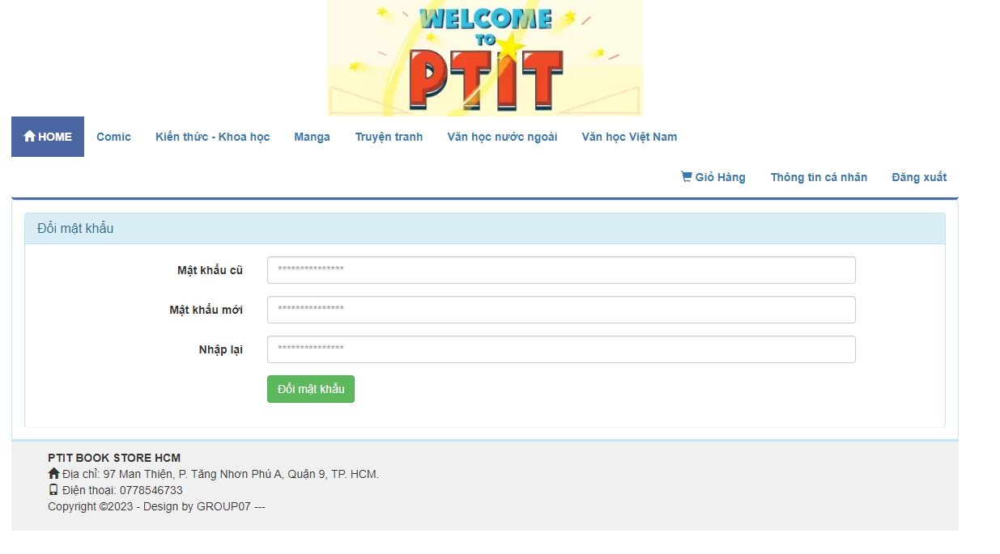 WELCOME
TO
PTIT
HOME Comic Kiến thức - Khoa học Manga Truyện tranh Văn học nước ngoài Văn học Việt Nam
Giỏ Hàng Thông tin cá nhân Đăng xuất
Đổi mật khẩu
Mật khẩu cũ ***************
Mật khẩu mới ***************
Nhập lại ***************
Đổi mật khẩu
PTIT BOOK STORE HCM
Địa chỉ: 97 Man Thiện, P. Tăng Nhơn Phú A, Quận 9, TP. HCM.
Điện thoại: 0778546733
Copyright ©2023 - Design by GROUP07 ---